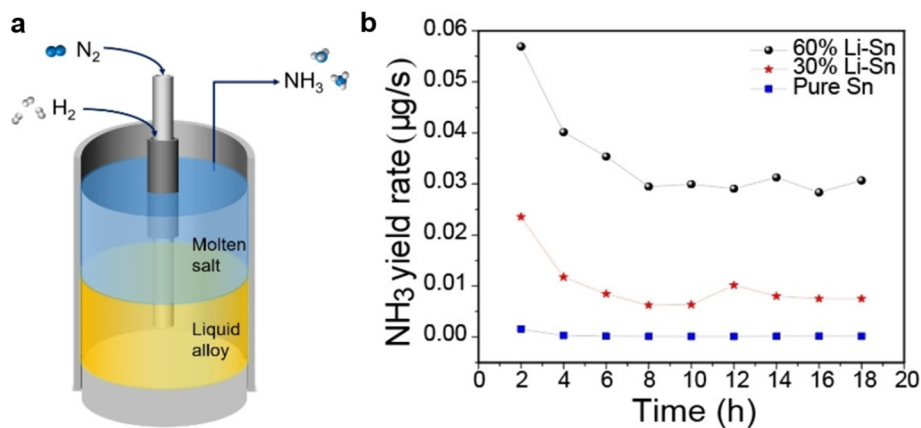 a
N2
H2
NH3
Molten
salt
Liquid
alloy
b
NH3 yield rate (µg/s)
0.06
0.05
0.04
0.03
0.02
0.01
0.00
60% Li-Sn
30% Li-Sn
Pure Sn
0 2 4 6 8 10 12 14 16 18 20
Time (h)